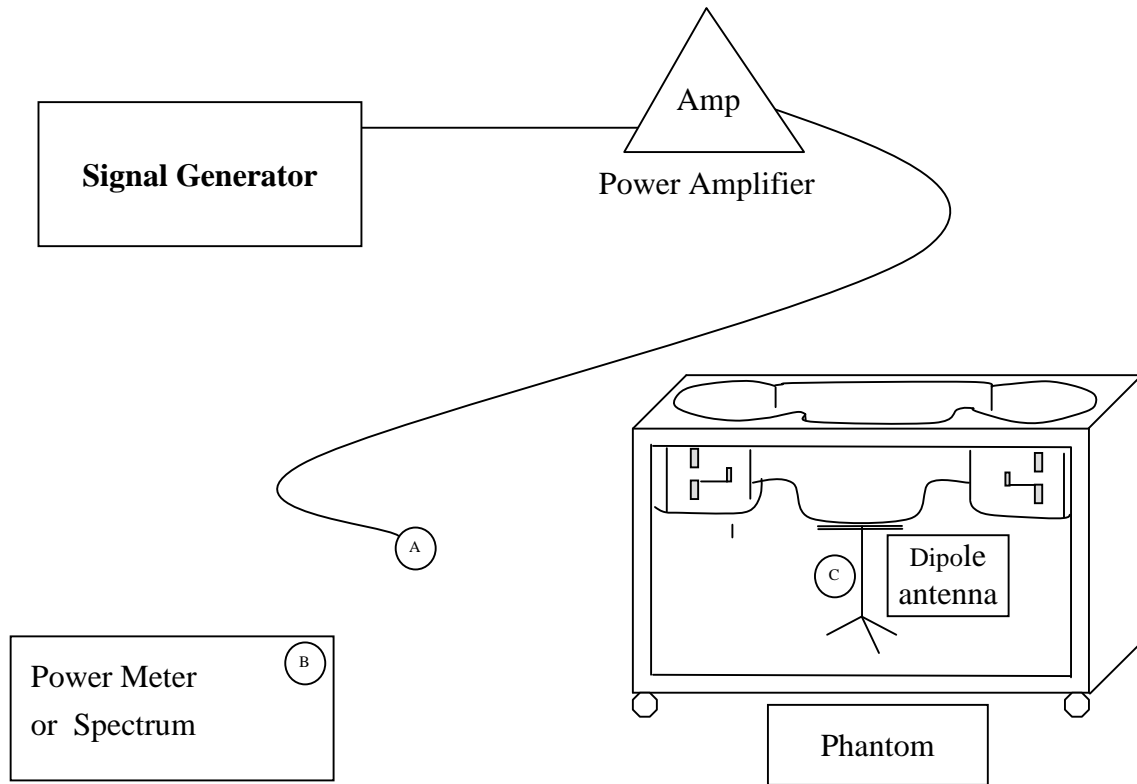 Amp
Signal Generator
Power Amplifier
A
Dipole
antenna
C
B
Power Meter
or Spectrum
Phantom